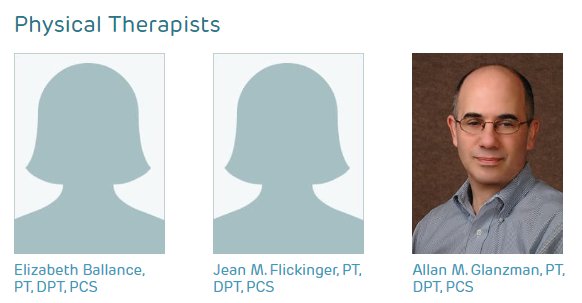 Physical Therapists
Elizabeth Ballance,
PT, DPT, PCS
Jean M. Flickinger, PT,
DPT, PCS
Allan M. Glanzman, PT,
DPT, PCS